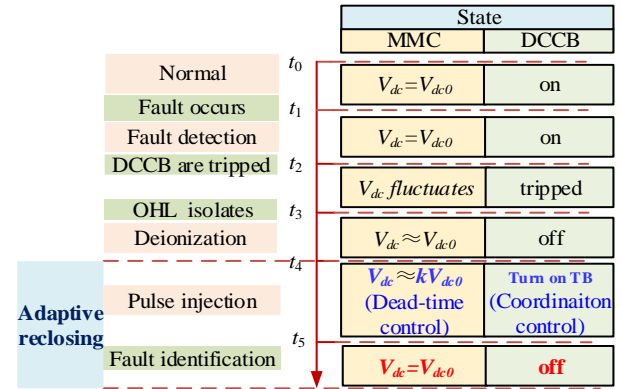 State
MMC DCCB
t0
Normal
Vdc=Vdc0 on
Fault occurs
t1
Fault detection
Vdc=Vdc0 on
DCCB are tripped
t2
Vdc fluctuates tripped
OHL isolates
t3
Deionization
Vdc≈Vdc0 off
t4
Adaptive
reclosing
Pulse injection
Vdc≈kVdc0
(Dead-time
control)
Turn on TB
(Coordinaiton
control)
t5
Fault identification
Vdc=Vdc0 off